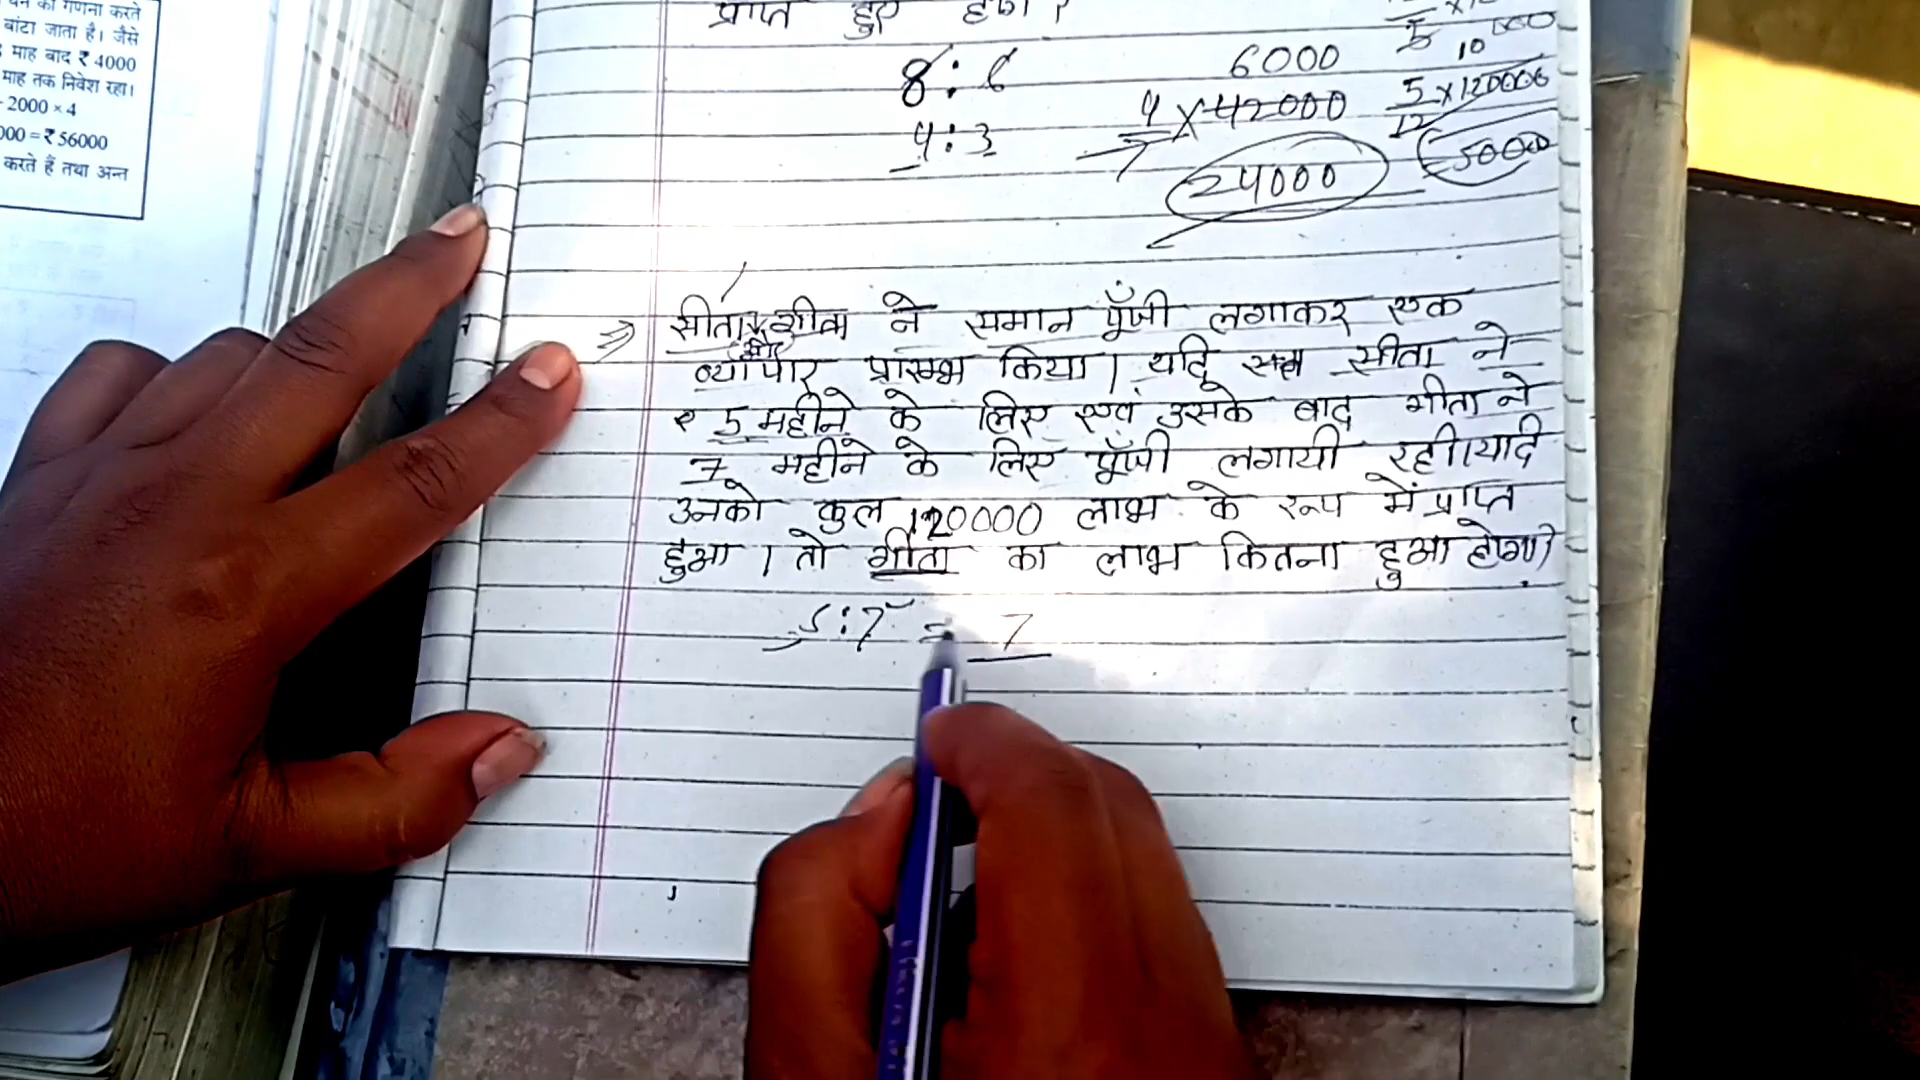 धन की गणना करते
बांटा जाता है। जैसे
माह बाद ₹ 4000
माह तक निवेश रहा।
2000 × 4
000 = ₹ 56000
करते हैं तथा अन्त
प्राप्त हुए होंगे।
8 : 6
4 : 3
6000
4/7 × 42000
24000
10
5/12 × 120000
50000
⇒ सीता और गीता ने समान पूँजी लगाकर एक
व्यापार प्रारम्भ किया। यदि सीता ने
5 महीने के लिए एवं उसके बाद गीता ने
7 महीने के लिए पूँजी लगायी रही। यदि
उनको कुल 120000 लाभ के रूप में प्राप्त
हुआ । तो गीता का लाभ कितना हुआ होगा?
5 : 7 = 7